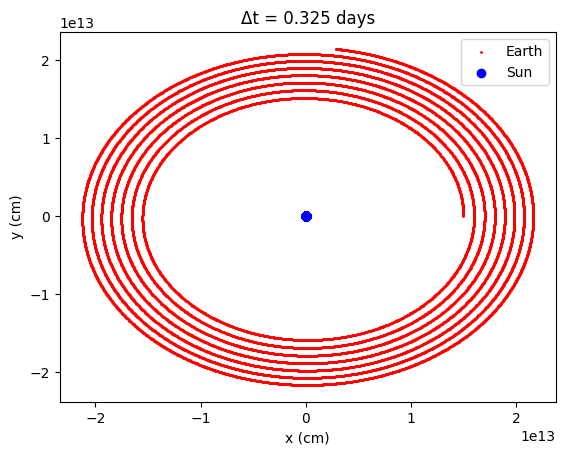 Δt = 0.325 days
1e13
Earth
Sun
2
1
0
−1
−2
y (cm)
−2
−1
0
1
2
x (cm)
1e13